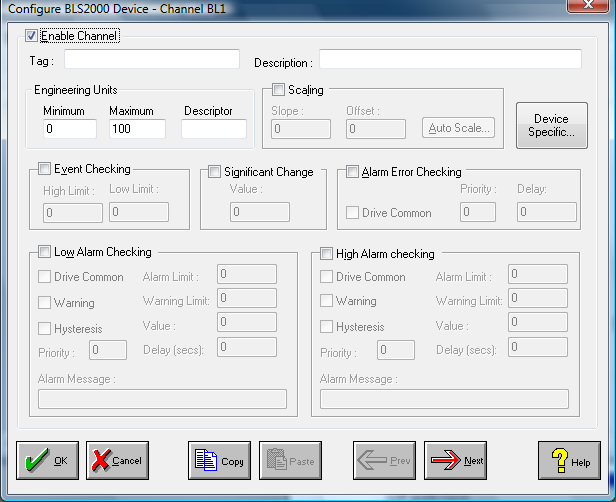 Configure BLS2000 Device - Channel BL1
Enable Channel
Tag : Description :
Engineering Units
Minimum Maximum Descriptor
0 100
Scaling
Slope : Offset :
0 0 Auto Scale...
Device
Specific...
Event Checking
High Limit : Low Limit :
0 0
Significant Change
Value :
0
Alarm Error Checking
Priority : Delay:
Drive Common 0 0
Low Alarm Checking
Drive Common Alarm Limit : 0
Warning Warning Limit: 0
Hysteresis Value : 0
Priority : 0 Delay (secs): 0
Alarm Message :
High Alarm checking
Drive Common Alarm Limit : 0
Warning Warning Limit: 0
Hysteresis Value : 0
Priority : 0 Delay (secs): 0
Alarm Message :
OK Cancel Copy Paste Prev Next Help